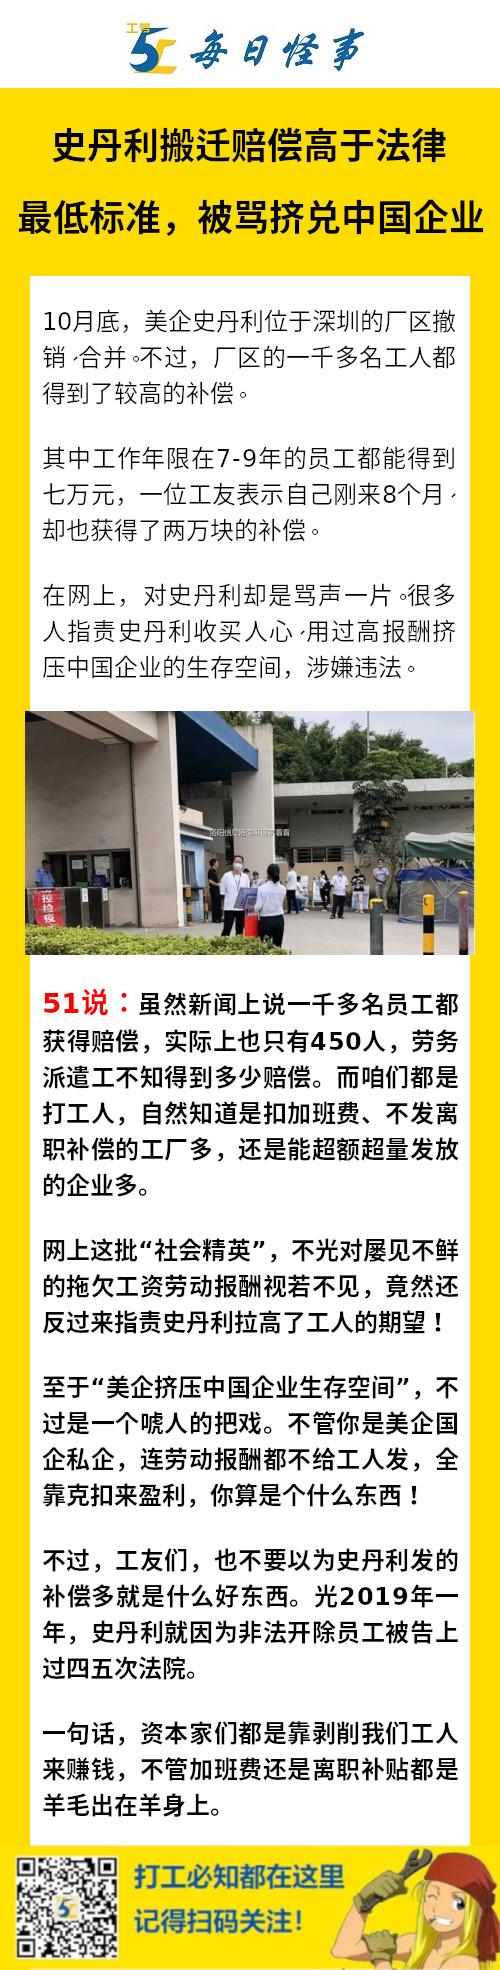 工号
51
每日怪事
史丹利搬迁赔偿高于法律
最低标准，被骂挤兑中国企业
10月底，美企史丹利位于深圳的厂区撤
销、合并。不过，厂区的一千多名工人都
得到了较高的补偿。
其中工作年限在7-9年的员工都能得到
七万元，一位工友表示自己刚来8个月、
却也获得了两万块的补偿。
在网上，对史丹利却是骂声一片。很多
人指责史丹利收买人心、用过高报酬挤
压中国企业的生存空间，涉嫌违法。
控检疫
51说：虽然新闻上说一千多名员工都
获得赔偿，实际上也只有450人，劳务
派遣工不知得到多少赔偿。而咱们都是
打工人，自然知道是扣加班费、不发离
职补偿的工厂多，还是能超额超量发放
的企业多。
网上这批“社会精英”，不光对屡见不鲜
的拖欠工资劳动报酬视若不见，竟然还
反过来指责史丹利拉高了工人的期望！
至于“美企挤压中国企业生存空间”，不
过是一个唬人的把戏。不管你是美企国
企私企，连劳动报酬都不给工人发，全
靠克扣来盈利，你算是个什么东西！
不过，工友们，也不要以为史丹利发的
补偿多就是什么好东西。光2019年一
年，史丹利就因为非法开除员工被告上
过四五次法院。
一句话，资本家们都是靠剥削我们工人
来赚钱，不管加班费还是离职补贴都是
羊毛出在羊身上。
打工必知都在这里
记得扫码关注！